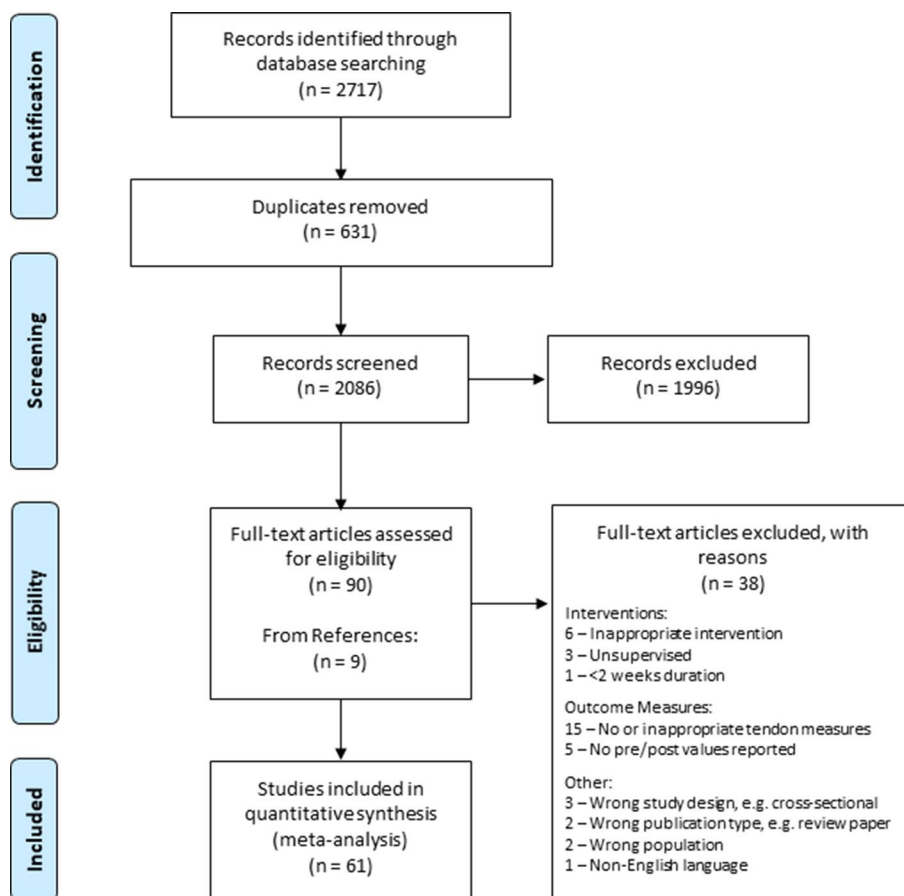 Identification
Records identified through
database searching
(n = 2717)
Duplicates removed
(n = 631)
Screening
Records screened
(n = 2086)
Records excluded
(n = 1996)
Eligibility
Full-text articles assessed
for eligibility
(n = 90)
From References:
(n = 9)
Full-text articles excluded, with
reasons
(n = 38)
Interventions:
6 – Inappropriate intervention
3 – Unsupervised
1 – <2 weeks duration
Outcome Measures:
15 – No or inappropriate tendon measures
5 – No pre/post values reported
Other:
3 – Wrong study design, e.g. cross-sectional
2 – Wrong publication type, e.g. review paper
2 – Wrong population
1 – Non-English language
Included
Studies included in
quantitative synthesis
(meta-analysis)
n = 61)